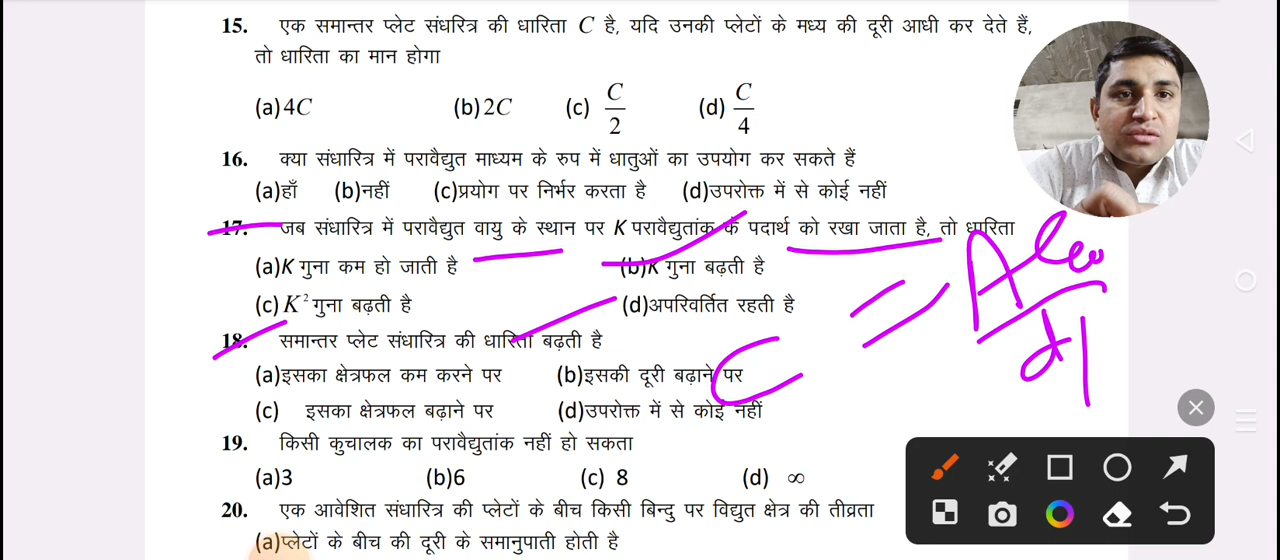 15. एक समान्तर प्लेट संधरित्र की धारिता C है, यदि उनकी प्लेटों के मध्य की दूरी आधी कर देते हैं,
तो धारिता का मान होगा
(a) 4C (b) 2C (c) C/2 (d) C/4
16. क्या संधारित्र में परावैद्युत माध्यम के रुप में धातुओं का उपयोग कर सकते हैं
(a)हाँ (b)नहीं (c)प्रयोग पर निर्भर करता है (d)उपरोक्त में से कोई नहीं
17. जब संधारित्र में परावैद्युत वायु के स्थान पर K परावैद्युतांक के पदार्थ को रखा जाता है, तो धारिता
(a)K गुना कम हो जाती है (b)K गुना बढ़ती है
(c) K² गुना बढ़ती है (d)अपरिवर्तित रहती है
18. समान्तर प्लेट संधारित्र की धारिता बढ़ती है
(a)इसका क्षेत्रफल कम करने पर (b)इसकी दूरी बढ़ाने पर
(c) इसका क्षेत्रफल बढ़ाने पर (d)उपरोक्त में से कोई नहीं
C = A
d
19. किसी कुचालक का परावैद्युतांक नहीं हो सकता
(a)3 (b)6 (c) 8 (d) ∞
20. एक आवेशित संधारित्र की प्लेटों के बीच किसी बिन्दु पर विद्युत क्षेत्र की तीव्रता
(a)प्लेटों के बीच की दूरी के समानुपाती होती है